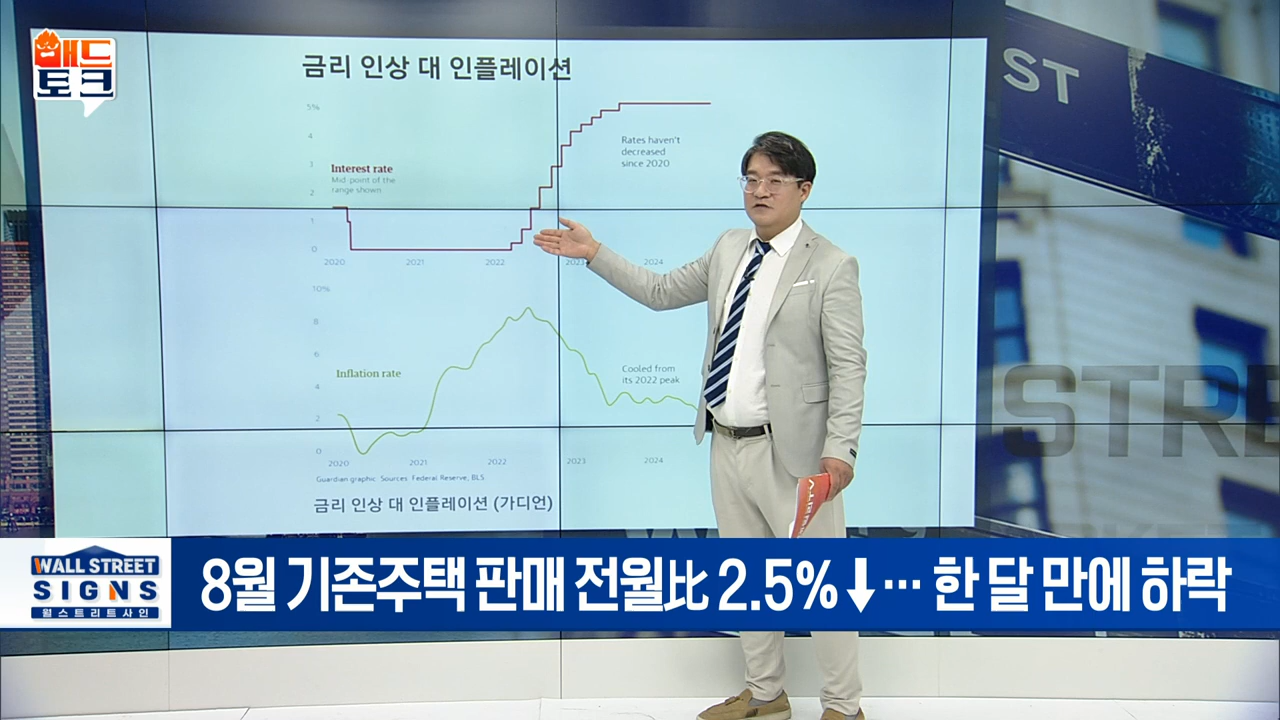 매드
토크
금리 인상 대 인플레이션
5%
4
3
2
1
0
Interest rate
Mid-point of the
range shown
Rates haven't
decreased
since 2020
2020 2021 2022 2023 2024
10%
8
6
4
2
0
Inflation rate
Cooled from
its 2022 peak
2020 2021 2022 2023 2024
Guardian graphic Sources: Federal Reserve, BLS
금리 인상 대 인플레이션 (가디언)
ST
STRE
WALL STREET
SIGNS
월스트리트사인
8월 기존주택 판매 전월比 2.5%↓… 한 달 만에 하락